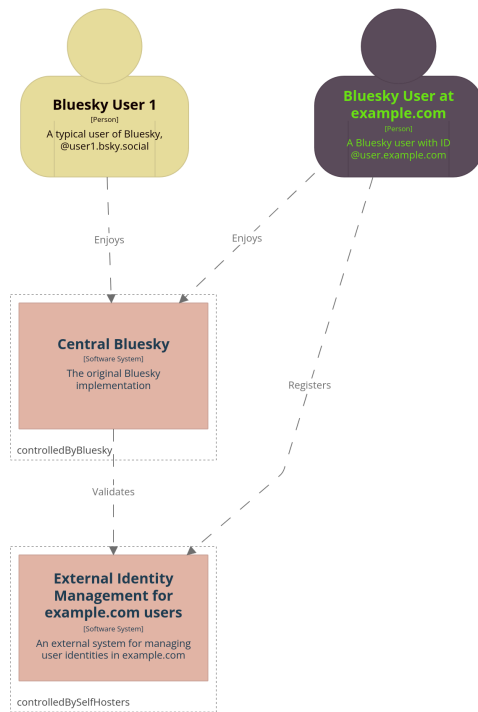 Bluesky User 1
[Person]
A typical user of Bluesky,
@user1.bsky.social
Bluesky User at
example.com
[Person]
A Bluesky user with ID
@user.example.com
Enjoys
Enjoys
Central Bluesky
[Software System]
The original Bluesky
implementation
controlledByBluesky
Registers
Validates
External Identity
Management for
example.com users
[Software System]
An external system for managing
user identities in example.com
controlledBySelfHosters